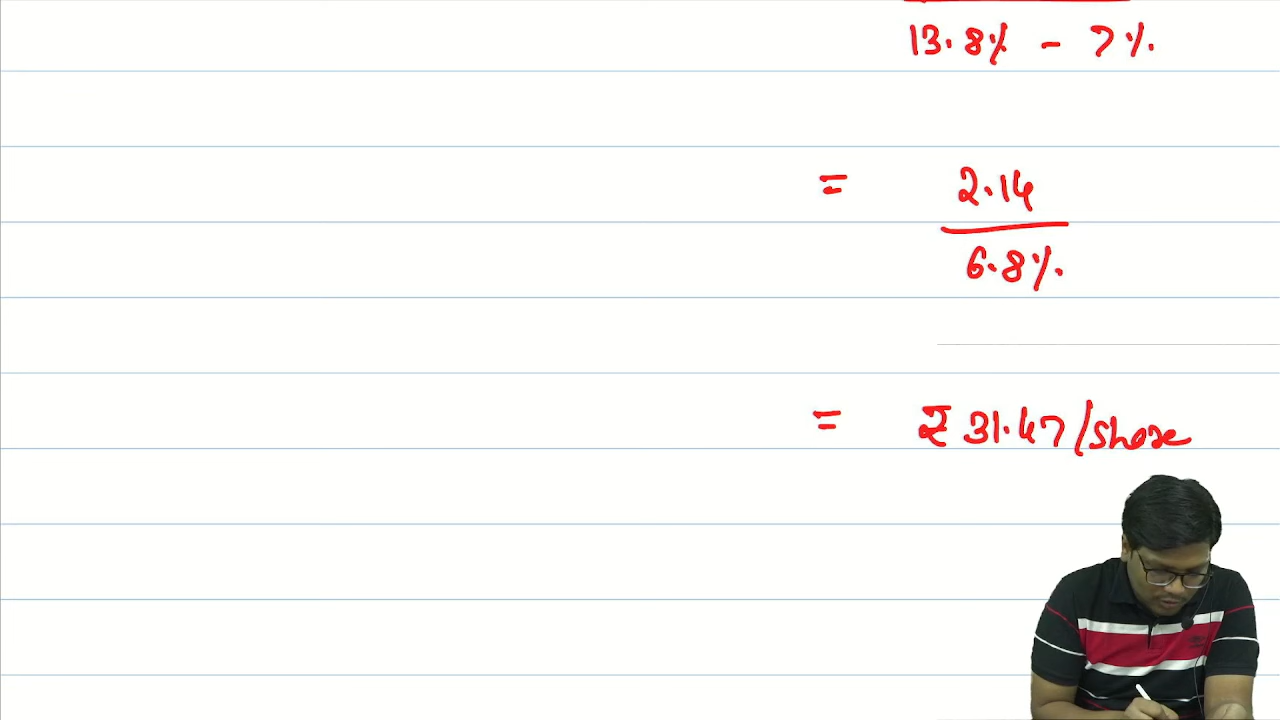 13.8% - 7%
= 2.14
6.8%
= ₹ 31.47/share